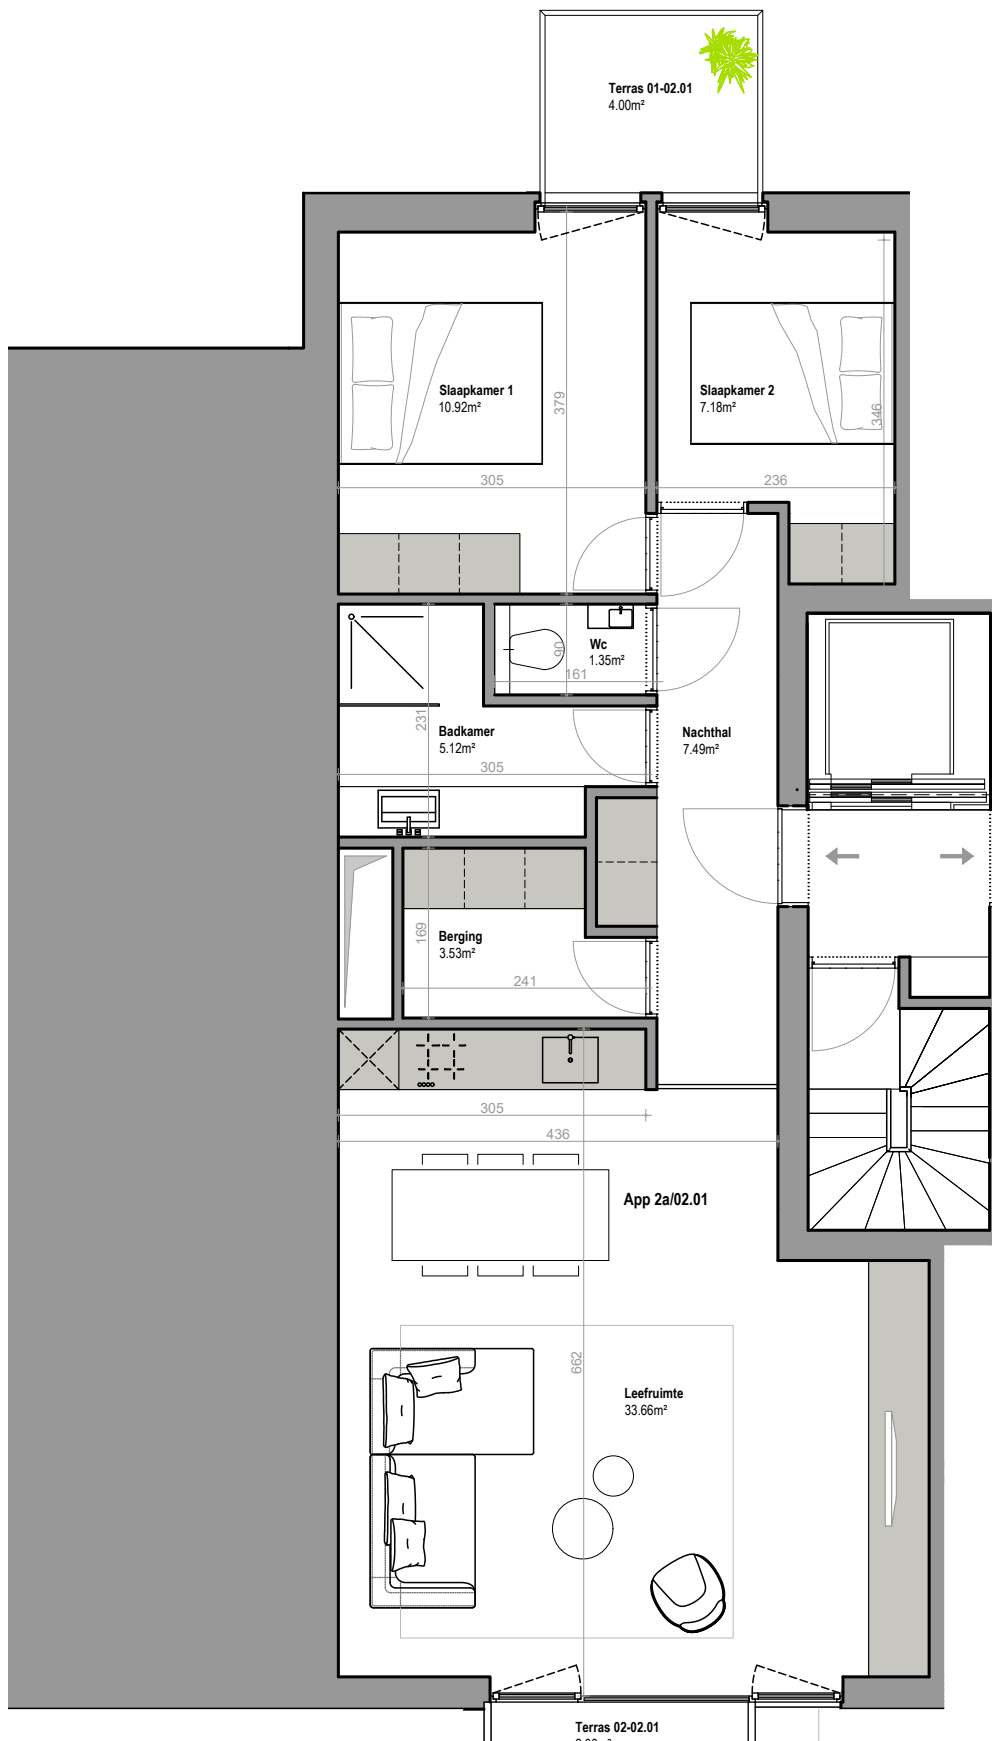 Terras 01-02.01
4.00m²
Slaapkamer 1
10.92m²
379
Slaapkamer 2
7.18m²
346
305
236
Wc
1.35m²
90
161
231
Badkamer
5.12m²
305
Nachthal
7.49m²
169
Berging
3.53m²
241
305
436
App 2a/02.01
662
Leefruimte
33.66m²
Terras 02-02.01